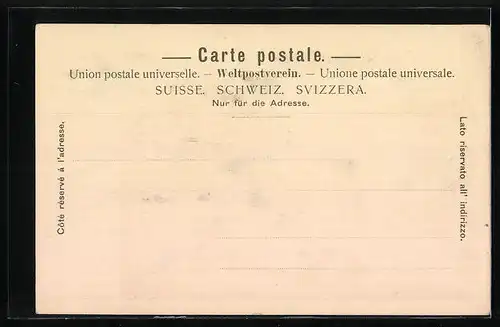 — Carte postale. —
Union postale universelle. – Weltpostverein. – Unione postale universale.
SUISSE. SCHWEIZ. SVIZZERA.
Nur für die Adresse.
Côté réservé á l'adresse.
Lato riservato all' indirizzo.